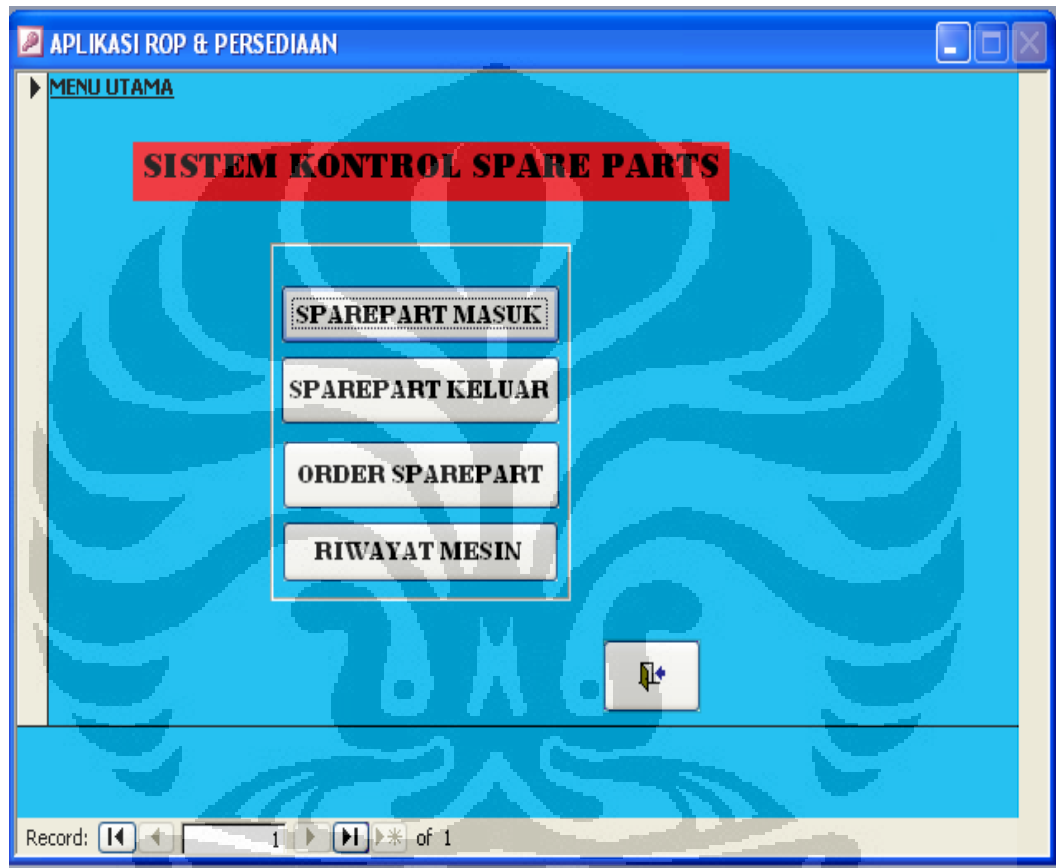 APLIKASI ROP & PERSEDIAAN
MENU UTAMA
SISTEM KONTROL SPARE PARTS
SPAREPART MASUK
SPAREPART KELUAR
ORDER SPAREPART
RIWAYAT MESIN
Record: 1 of 1